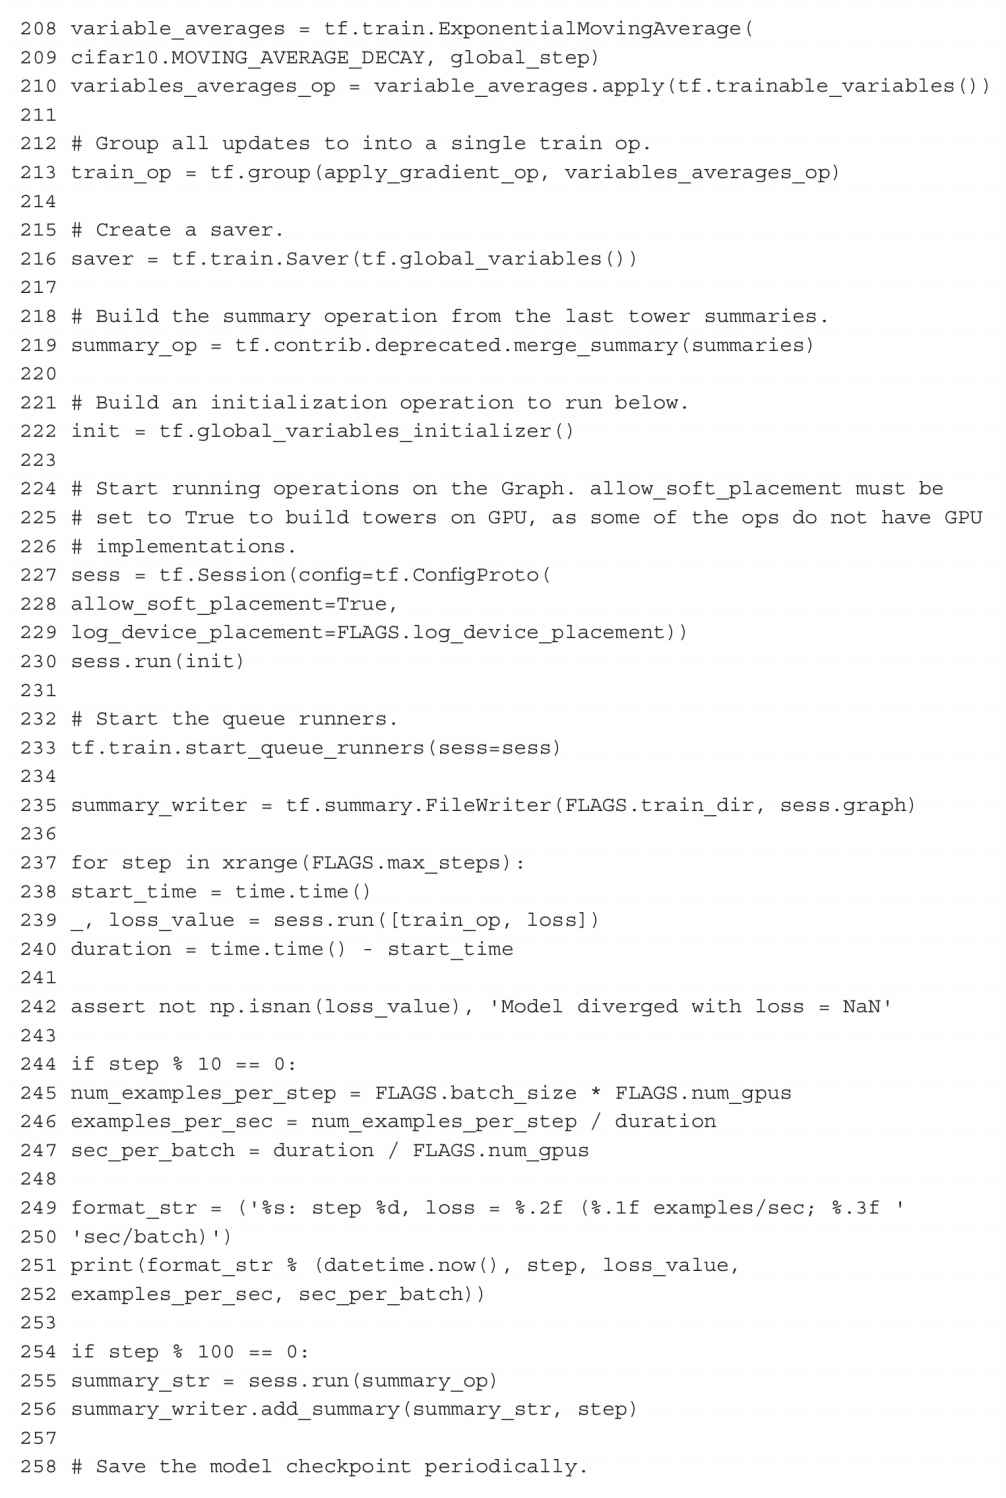 208 variable_averages = tf.train.ExponentialMovingAverage(
209 cifar10.MOVING_AVERAGE_DECAY, global_step)
210 variables_averages_op = variable_averages.apply(tf.trainable_variables())
211
212 # Group all updates to into a single train op.
213 train_op = tf.group(apply_gradient_op, variables_averages_op)
214
215 # Create a saver.
216 saver = tf.train.Saver(tf.global_variables())
217
218 # Build the summary operation from the last tower summaries.
219 summary_op = tf.contrib.deprecated.merge_summary(summaries)
220
221 # Build an initialization operation to run below.
222 init = tf.global_variables_initializer()
223
224 # Start running operations on the Graph. allow_soft_placement must be
225 # set to True to build towers on GPU, as some of the ops do not have GPU
226 # implementations.
227 sess = tf.Session(config=tf.ConfigProto(
228 allow_soft_placement=True,
229 log_device_placement=FLAGS.log_device_placement))
230 sess.run(init)
231
232 # Start the queue runners.
233 tf.train.start_queue_runners(sess=sess)
234
235 summary_writer = tf.summary.FileWriter(FLAGS.train_dir, sess.graph)
236
237 for step in xrange(FLAGS.max_steps):
238 start_time = time.time()
239 _, loss_value = sess.run([train_op, loss])
240 duration = time.time() - start_time
241
242 assert not np.isnan(loss_value), 'Model diverged with loss = NaN'
243
244 if step % 10 == 0:
245 num_examples_per_step = FLAGS.batch_size * FLAGS.num_gpus
246 examples_per_sec = num_examples_per_step / duration
247 sec_per_batch = duration / FLAGS.num_gpus
248
249 format_str = ('%s: step %d, loss = %.2f (%.1f examples/sec; %.3f '
250 'sec/batch)')
251 print(format_str % (datetime.now(), step, loss_value,
252 examples_per_sec, sec_per_batch))
253
254 if step % 100 == 0:
255 summary_str = sess.run(summary_op)
256 summary_writer.add_summary(summary_str, step)
257
258 # Save the model checkpoint periodically.